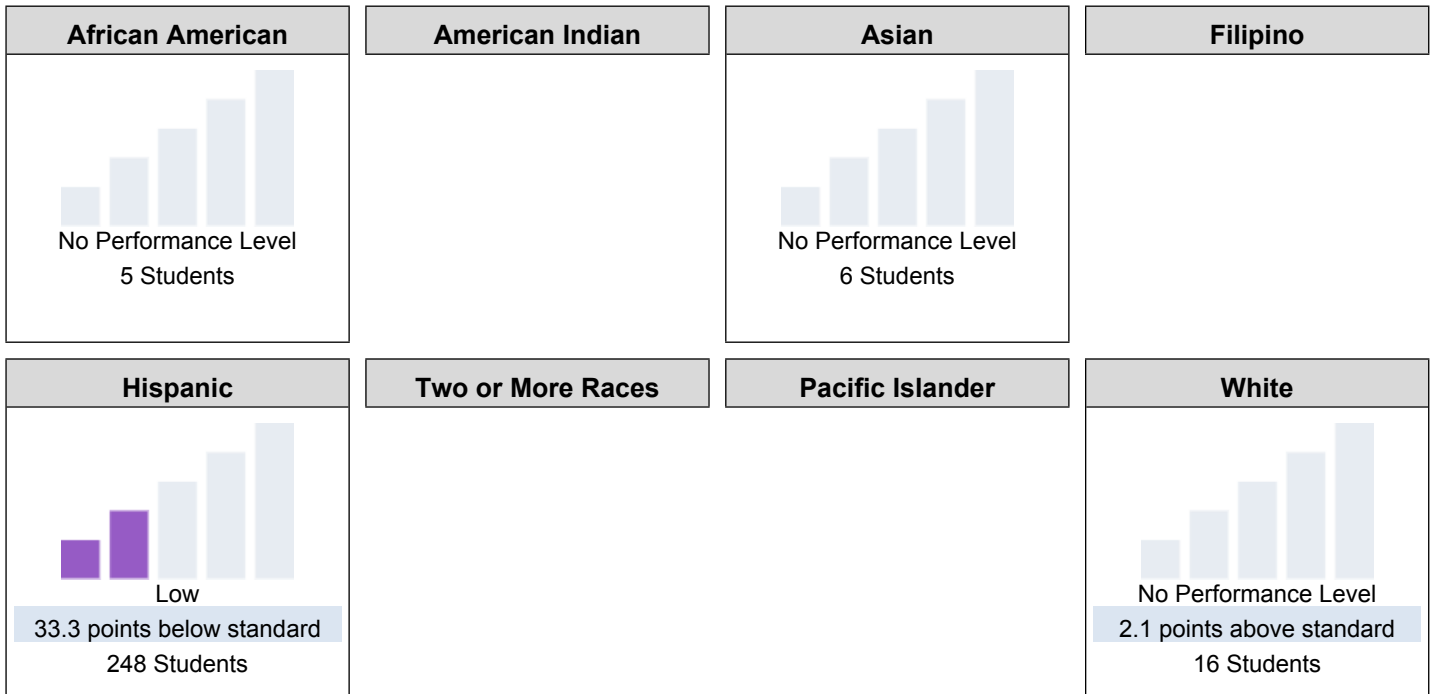 African American
American Indian
Asian
Filipino
No Performance Level
5 Students
No Performance Level
6 Students
Hispanic
Two or More Races
Pacific Islander
White
Low
33.3 points below standard
248 Students
No Performance Level
2.1 points above standard
16 Students